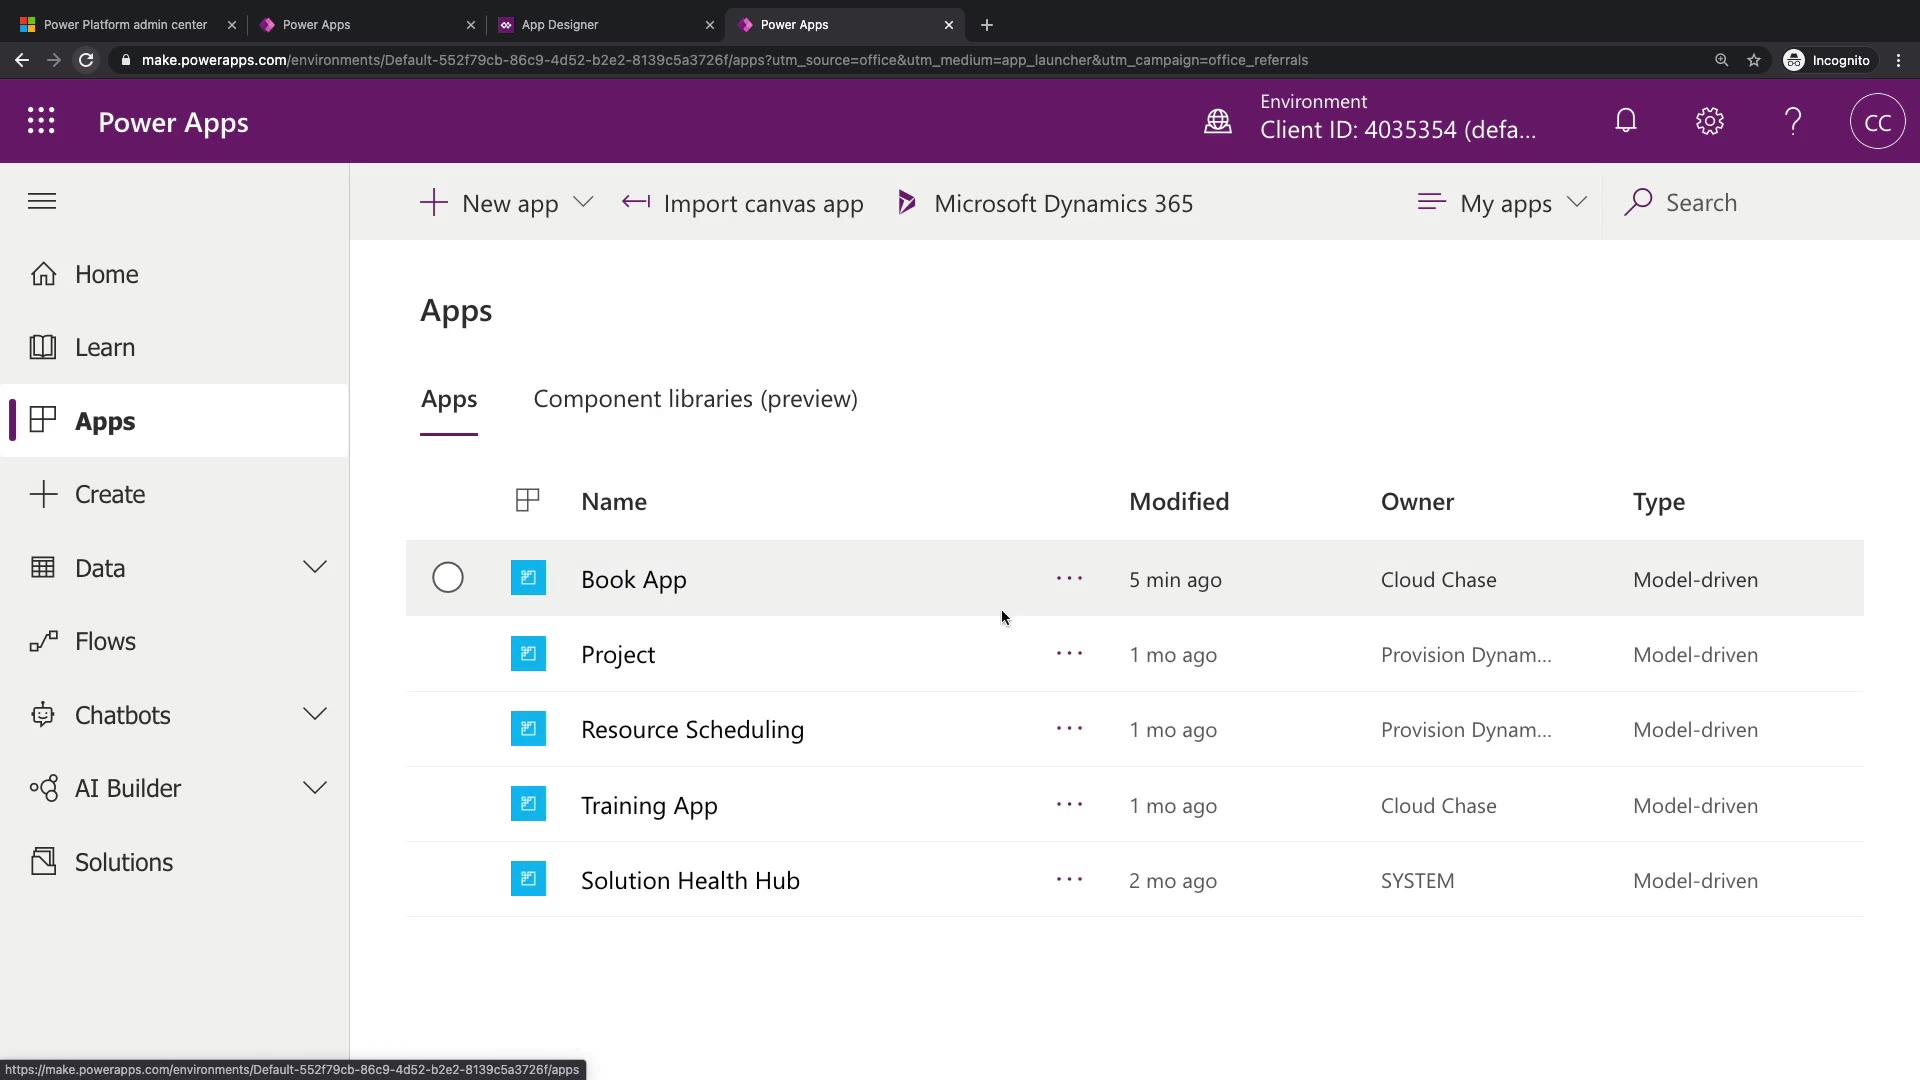 Power Platform admin center
Power Apps
App Designer
Power Apps
make.powerapps.com/environments/Default-552f79cb-86c9-4d52-b2e2-8139c5a3726f/apps?utm_source=office&utm_medium=app_launcher&utm_campaign=office_referrals
Incognito
Power Apps
Environment
Client ID: 4035354 (defa...
CC
New app
Import canvas app
Microsoft Dynamics 365
My apps
Search
Home
Learn
Apps
Create
Data
Flows
Chatbots
AI Builder
Solutions
Apps
Apps
Component libraries (preview)
Name Modified Owner Type
Book App ... 5 min ago Cloud Chase Model-driven
Project ... 1 mo ago Provision Dynam... Model-driven
Resource Scheduling ... 1 mo ago Provision Dynam... Model-driven
Training App ... 1 mo ago Cloud Chase Model-driven
Solution Health Hub ... 2 mo ago SYSTEM Model-driven
https://make.powerapps.com/environments/Default-552f79cb-86c9-4d52-b2e2-8139c5a3726f/apps